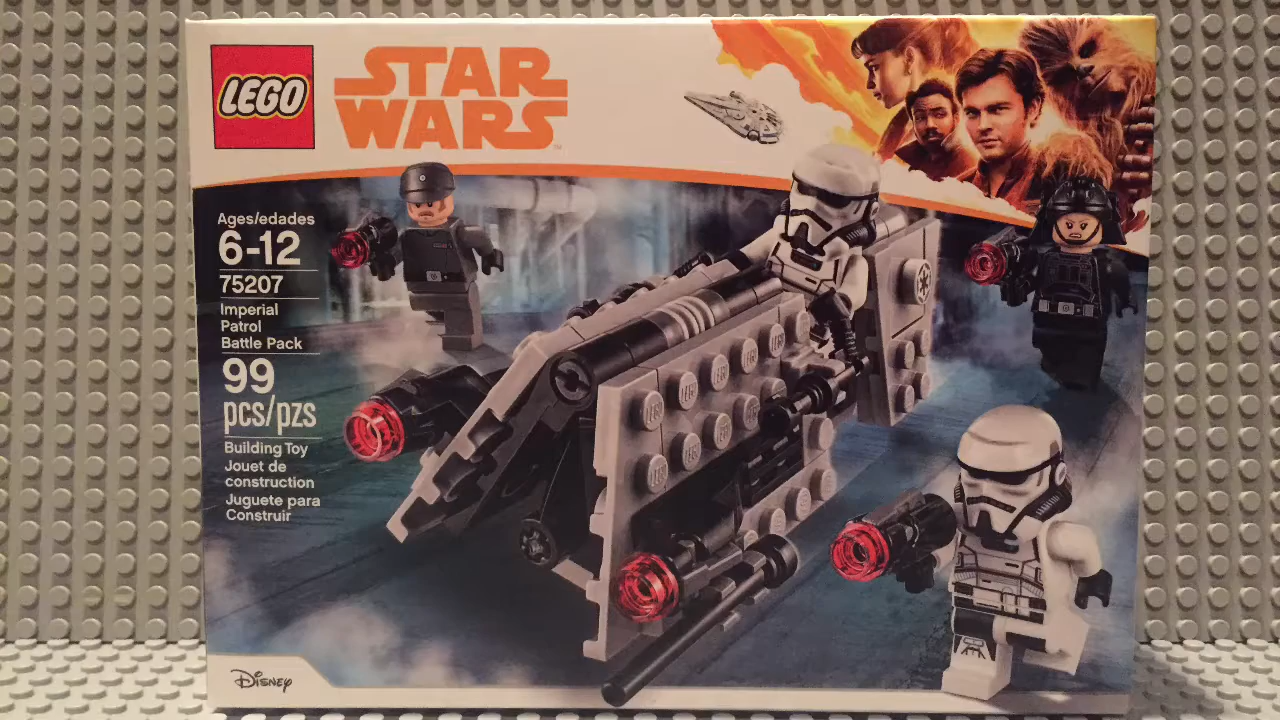 LEGO
STAR
WARS
™
Ages/edades
6-12
75207
Imperial
Patrol
Battle Pack
99
pcs/pzs
Building Toy
Jouet de
construction
Juguete para
Construir
Disney